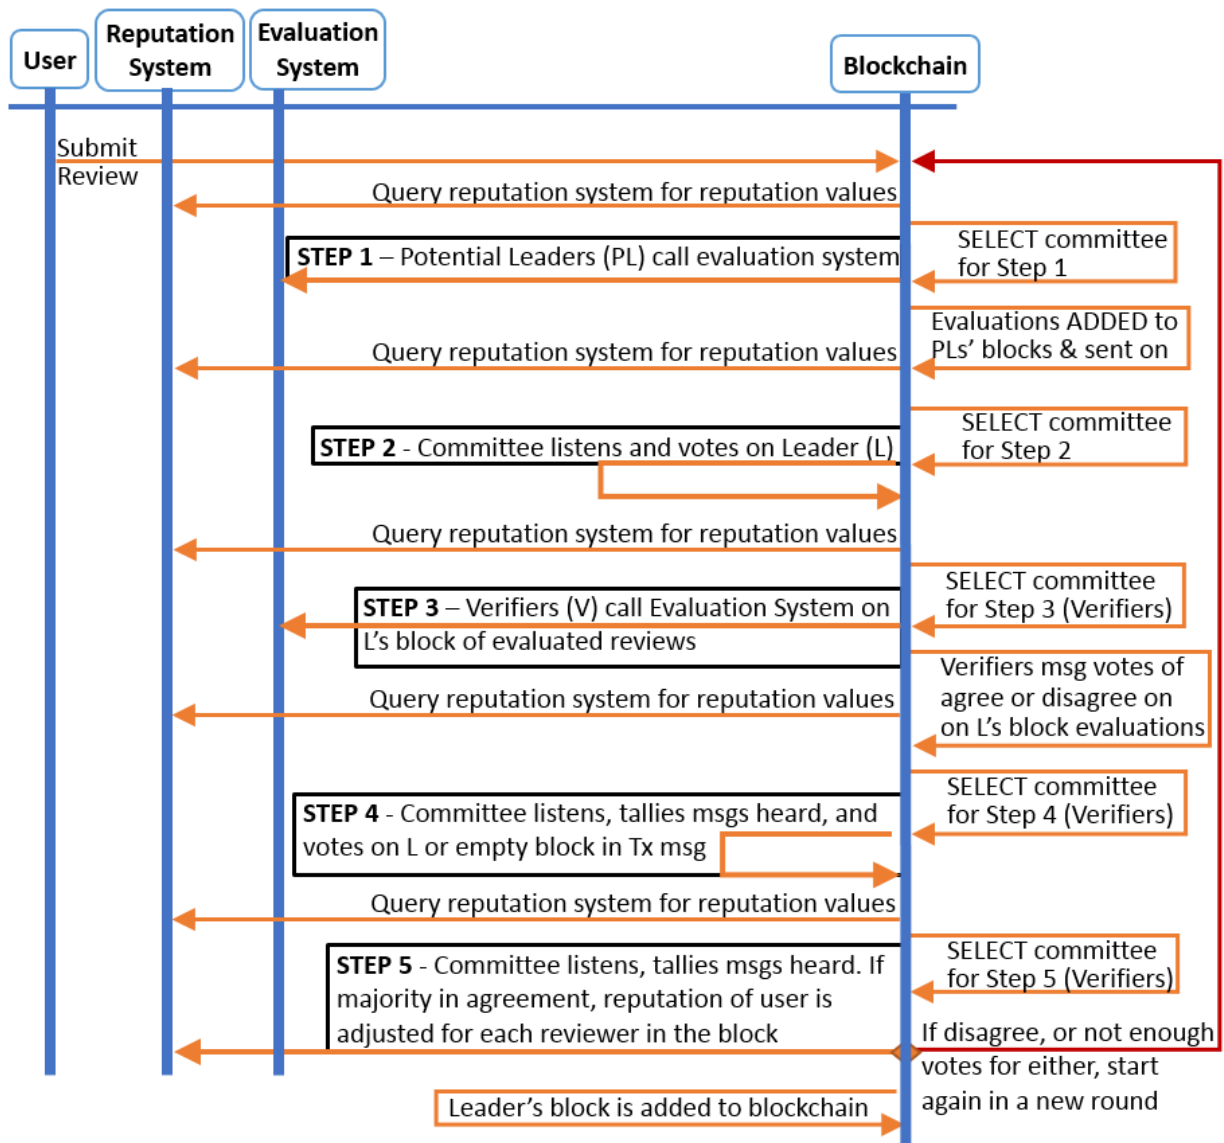 User
Reputation
System
Evaluation
System
Blockchain
Submit
Review
Query reputation system for reputation values
SELECT committee
for Step 1
STEP 1 – Potential Leaders (PL) call evaluation system
Evaluations ADDED to
PLs' blocks & sent on
Query reputation system for reputation values
SELECT committee
for Step 2
STEP 2 - Committee listens and votes on Leader (L)
Query reputation system for reputation values
SELECT committee
for Step 3 (Verifiers)
STEP 3 – Verifiers (V) call Evaluation System on
L's block of evaluated reviews
Verifiers msg votes of
agree or disagree on
on L's block evaluations
Query reputation system for reputation values
SELECT committee
for Step 4 (Verifiers)
STEP 4 - Committee listens, tallies msgs heard, and
votes on L or empty block in Tx msg
Query reputation system for reputation values
SELECT committee
for Step 5 (Verifiers)
STEP 5 - Committee listens, tallies msgs heard. If
majority in agreement, reputation of user is
adjusted for each reviewer in the block
If disagree, or not enough
votes for either, start
again in a new round
Leader's block is added to blockchain